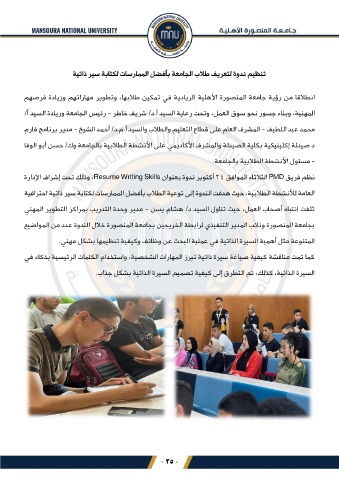 MANSOURA NATIONAL UNIVERSITY
جامعة المنصورة الأهلية
تنظيم ندوة لتعريف طلاب الجامعة بأفضل الممارسات لكتابة سير ذاتية
انطلاقا من رؤية جامعة المنصورة الأهلية الريادية في تمكين طلابها، وتطوير مهاراتهم وزيادة فرصهم
المهنية، وبناء جسور نحو سوق العمل، وتحت رعاية السيد أ.د/ شريف خاطر – رئيس الجامعة وريادة السيد أ.د/
محمد عبد اللطيف – المشرف العام على قطاع التعليم والطلاب والسيد أ.م.د/ أحمد الشيخ – مدير برنامج فارم
د صيدلة إكلينيكية بكلية الصيدلة والمشرف الأكاديمي على الأنشطة الطلابية بالجامعة وك/ حسن أبو الوفا
– مسئول الأنشطة الطلابية بالجامعة.
نظم فريق PMD الثلاثاء الموافق ٢٤ أكتوبر ندوة بعنوان Resume Writing Skills، وذلك تحت إشراف الإدارة
العامة للأنشطة الطلابية، حيث هدفت الندوة إلى توعية الطلاب بأفضل الممارسات لكتابة سير ذاتية احترافية
تلفت انتباه أصحاب العمل، حيث تناول السيد د/ هشام يسن – مدير وحدة التدريب بمراكز التطوير المهني
بجامعة المنصورة ونائب المدير التنفيذي لرابطة الخريجين بجامعة المنصورة خلال الندوة عدد من المواضيع
المتنوعة مثل أهمية السيرة الذاتية في عملية البحث عن وظائف وكيفية تنظيمها بشكل مهني.
كما تمت مناقشة كيفية صياغة سيرة ذاتية تبرز المهارات الشخصية، واستخدام الكلمات الرئيسية بذكاء في
السيرة الذاتية، كذلك، تم التطرق إلى كيفية تصميم السيرة الذاتية بشكل جذاب.
- ٢٥ -